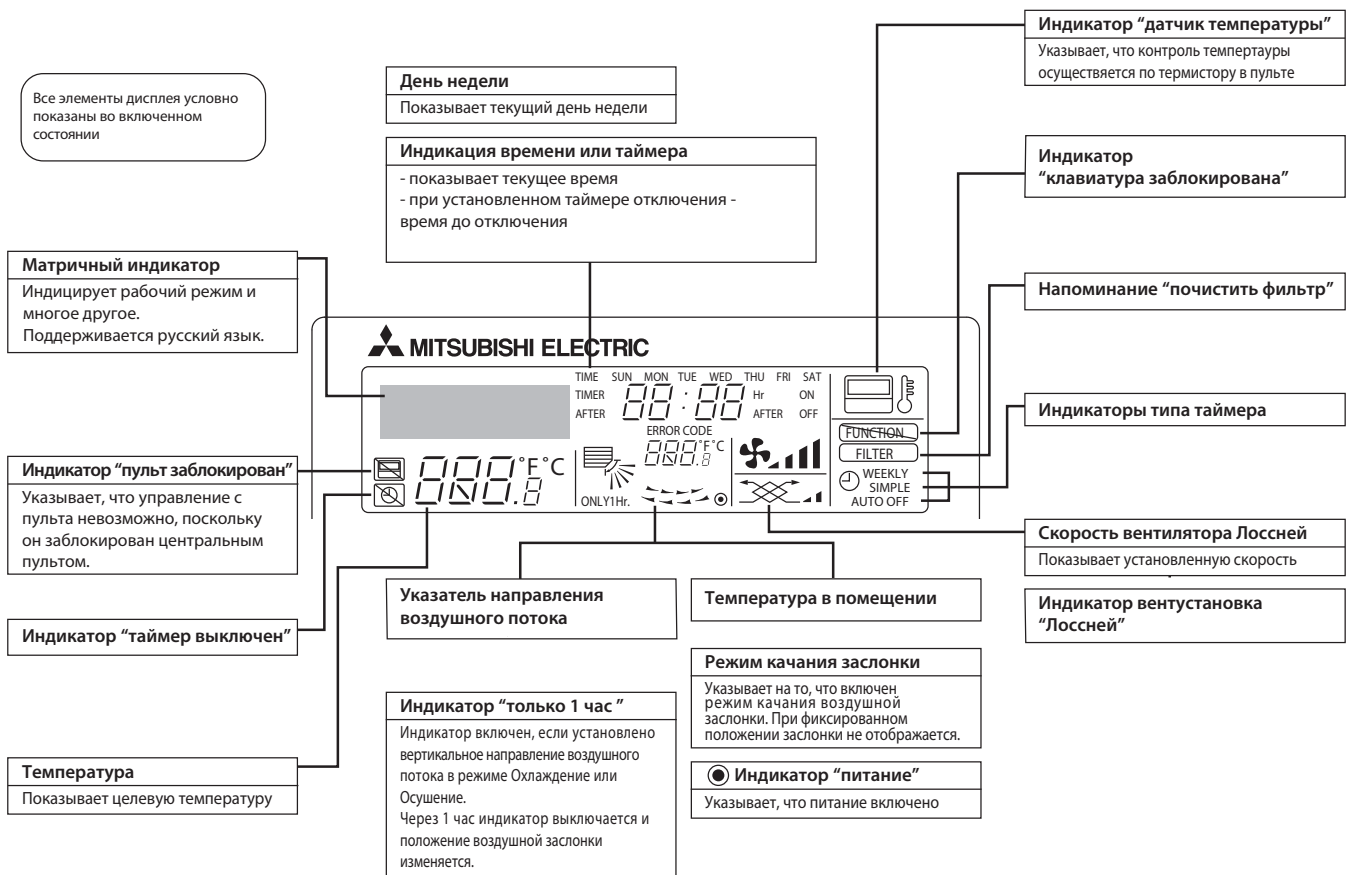 Все элементы дисплея условно
показаны во включенном
состоянии
День недели
Показывает текущий день недели
Индикация времени или таймера
- показывает текущее время
- при установленном таймере отключения -
время до отключения
Индикатор “датчик температуры”
Указывает, что контроль темпертауры
осуществяется по термистору в пульте
Индикатор
“клавиатура заблокирована”
Напоминание “почистить фильтр”
Индикаторы типа таймера
Скорость вентилятора Лоссней
Показывает установленную скорость
Индикатор вентустановка
“Лоссней”
Матричный индикатор
Индицирует рабочий режим и
многое другое.
Поддерживается русский язык.
Индикатор “пульт заблокирован”
Указывает, что управление с
пульта невозможно, поскольку
он заблокирован центральным
пультом.
Индикатор “таймер выключен”
Температура
Показывает целевую температуру
MITSUBISHI ELECTRIC
TIME SUN MON TUE WED THU FRI SAT
TIMER 88:88 Hr ON
AFTER AFTER OFF
ERROR CODE
888.8 °F°C
888.8 °F°C
ONLY1Hr.
FUNCTION
FILTER
WEEKLY
SIMPLE
AUTO OFF
Указатель направления
воздушного потока
Температура в помещении
Индикатор “только 1 час ”
Индикатор включен, если установлено
вертикальное направление воздушного
потока в режиме Охлаждение или
Осушение.
Через 1 час индикатор выключается и
положение воздушной заслонки
изменяется.
Режим качания заслонки
Указывает на то, что включен
режим качания воздушной
заслонки. При фиксированном
положении заслонки не отображается.
Индикатор “питание”
Указывает, что питание включено